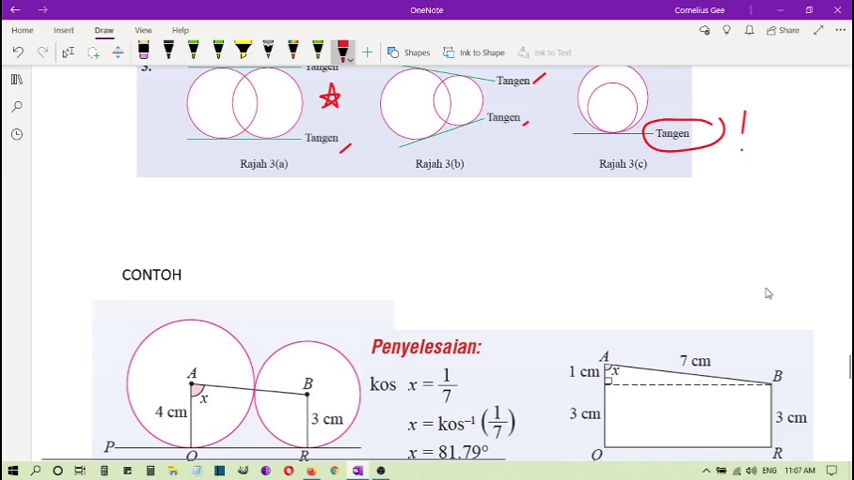 OneNote
Cornelius Gee
Home
Insert
Draw
View
Help
Share
Shapes
Ink to Shape
Ink to Text
3.
Tangen
Tangen
Rajah 3(a)
Tangen
Tangen
Rajah 3(b)
Tangen
!
Rajah 3(c)
CONTOH
A
x
4 cm
B
3 cm
P
Q
R
Penyelesaian:
kos x = 1/7
x = kos⁻¹ (1/7)
x = 81.79°
A
1 cm
x
7 cm
B
3 cm
3 cm
Q
R
ENG
11:07 AM